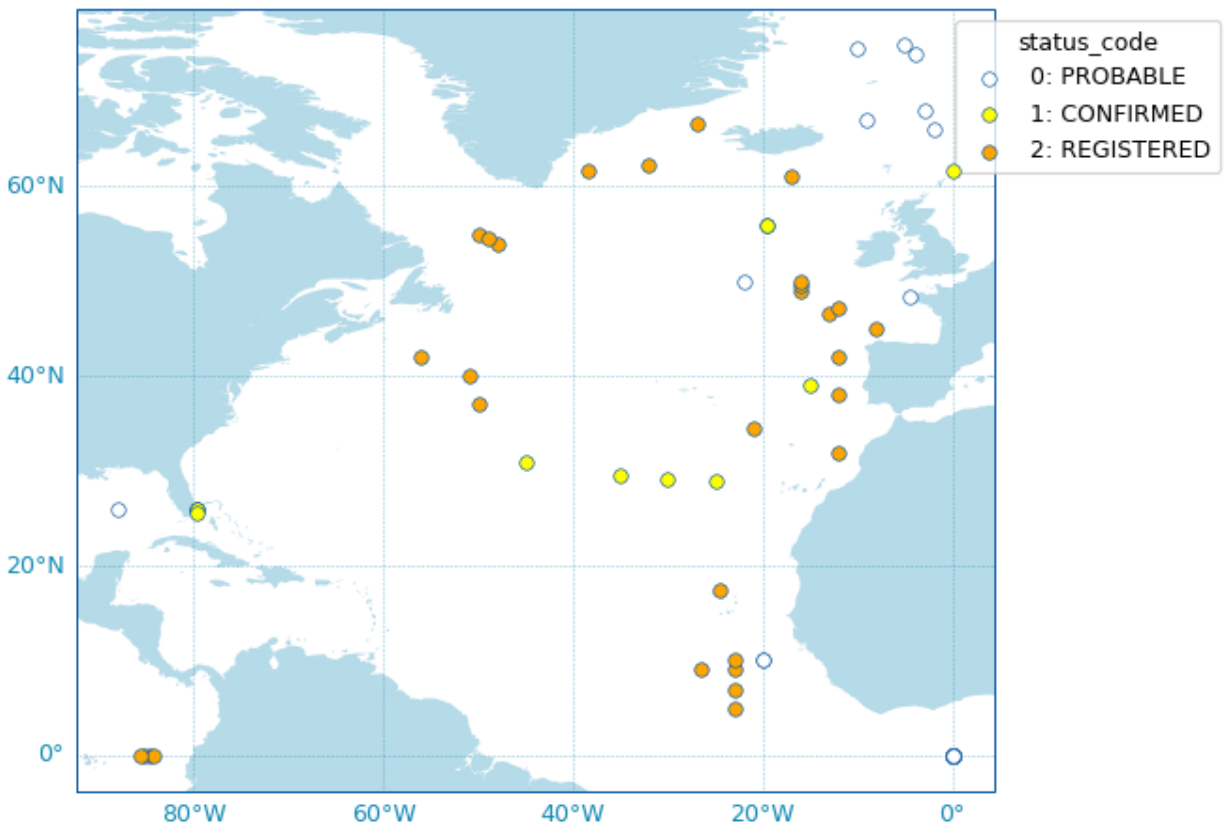 status_code
0: PROBABLE
1: CONFIRMED
2: REGISTERED
60°N
40°N
20°N
0°
80°W
60°W
40°W
20°W
0°